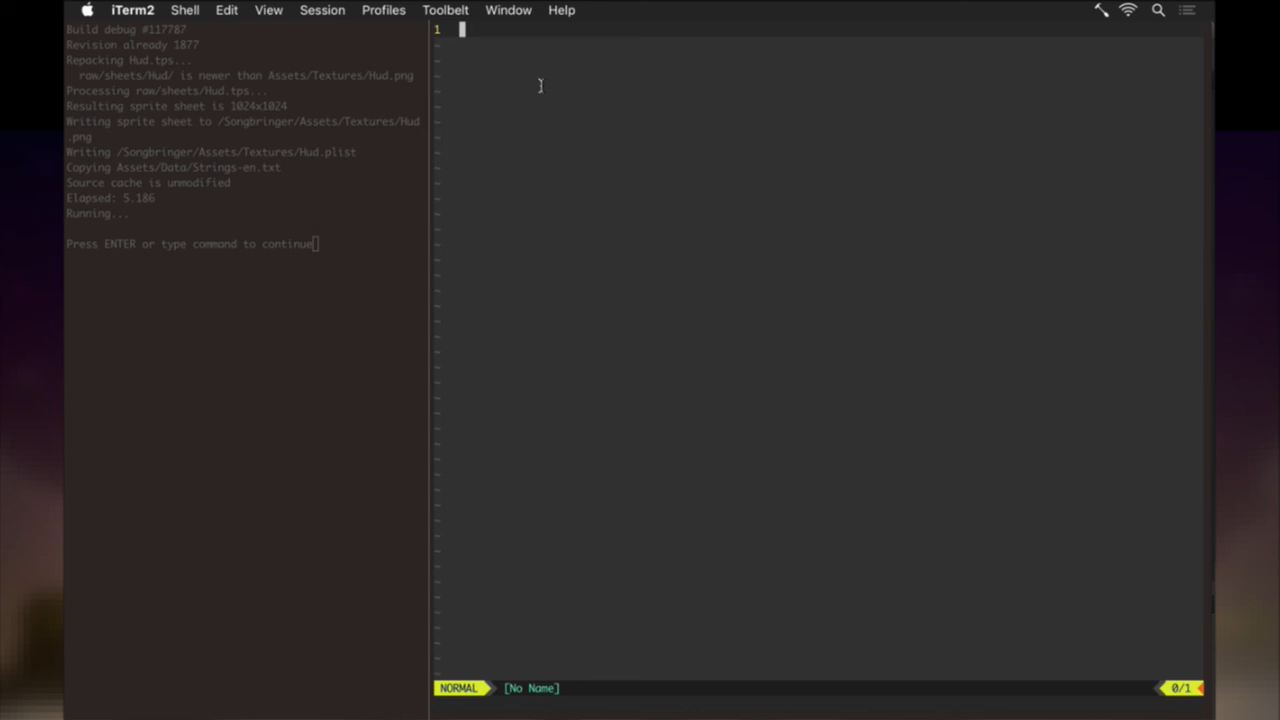 iTerm2 Shell Edit View Session Profiles Toolbelt Window Help
Build debug #117787
Revision already 1877
Repacking Hud.tps...
raw/sheets/Hud/ is newer than Assets/Textures/Hud.png
Processing raw/sheets/Hud.tps...
Resulting sprite sheet is 1024x1024
Writing sprite sheet to /Songbringer/Assets/Textures/Hud
.png
Writing /Songbringer/Assets/Textures/Hud.plist
Copying Assets/Data/Strings-en.txt
Source cache is unmodified
Elapsed: 5.186
Running...
Press ENTER or type command to continue
1
NORMAL [No Name] 0/1